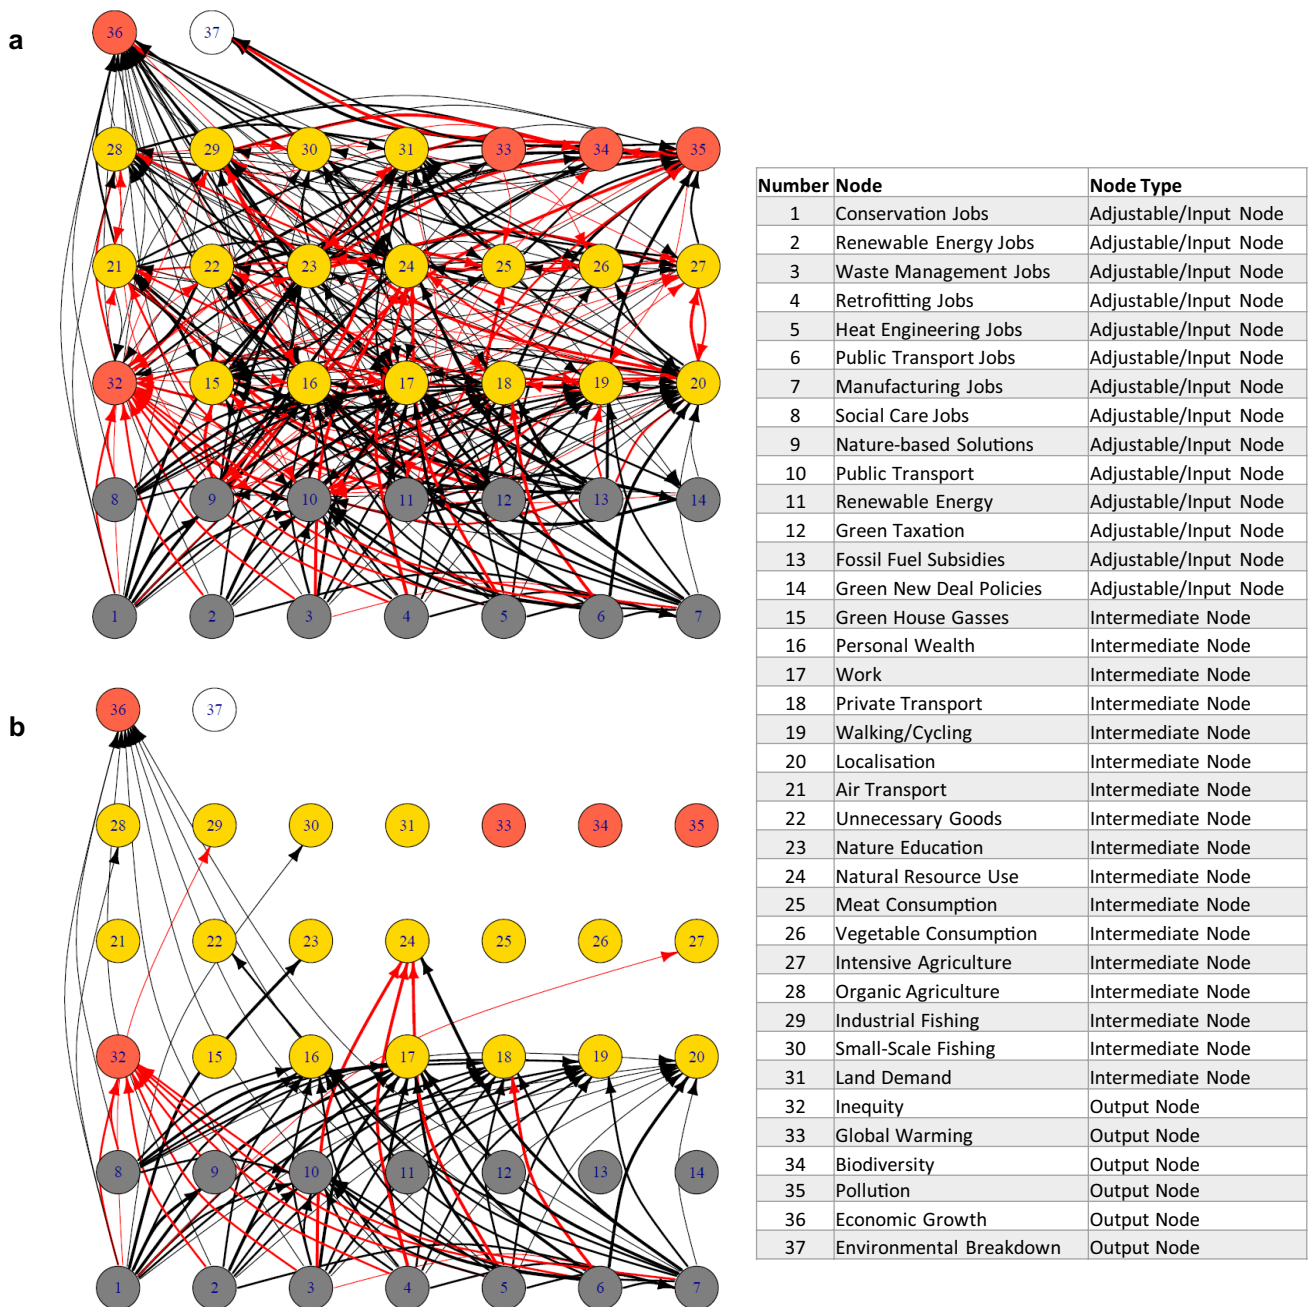 a
36 37
28 29 30 31 33 34 35
21 22 23 24 25 26 27
32 15 16 17 18 19 20
8 9 10 11 12 13 14
1 2 3 4 5 6 7
b
36 37
28 29 30 31 33 34 35
21 22 23 24 25 26 27
32 15 16 17 18 19 20
8 9 10 11 12 13 14
1 2 3 4 5 6 7
Number Node Node Type
1 Conservation Jobs Adjustable/Input Node
2 Renewable Energy Jobs Adjustable/Input Node
3 Waste Management Jobs Adjustable/Input Node
4 Retrofitting Jobs Adjustable/Input Node
5 Heat Engineering Jobs Adjustable/Input Node
6 Public Transport Jobs Adjustable/Input Node
7 Manufacturing Jobs Adjustable/Input Node
8 Social Care Jobs Adjustable/Input Node
9 Nature-based Solutions Adjustable/Input Node
10 Public Transport Adjustable/Input Node
11 Renewable Energy Adjustable/Input Node
12 Green Taxation Adjustable/Input Node
13 Fossil Fuel Subsidies Adjustable/Input Node
14 Green New Deal Policies Adjustable/Input Node
15 Green House Gasses Intermediate Node
16 Personal Wealth Intermediate Node
17 Work Intermediate Node
18 Private Transport Intermediate Node
19 Walking/Cycling Intermediate Node
20 Localisation Intermediate Node
21 Air Transport Intermediate Node
22 Unnecessary Goods Intermediate Node
23 Nature Education Intermediate Node
24 Natural Resource Use Intermediate Node
25 Meat Consumption Intermediate Node
26 Vegetable Consumption Intermediate Node
27 Intensive Agriculture Intermediate Node
28 Organic Agriculture Intermediate Node
29 Industrial Fishing Intermediate Node
30 Small-Scale Fishing Intermediate Node
31 Land Demand Intermediate Node
32 Inequity Output Node
33 Global Warming Output Node
34 Biodiversity Output Node
35 Pollution Output Node
36 Economic Growth Output Node
37 Environmental Breakdown Output Node